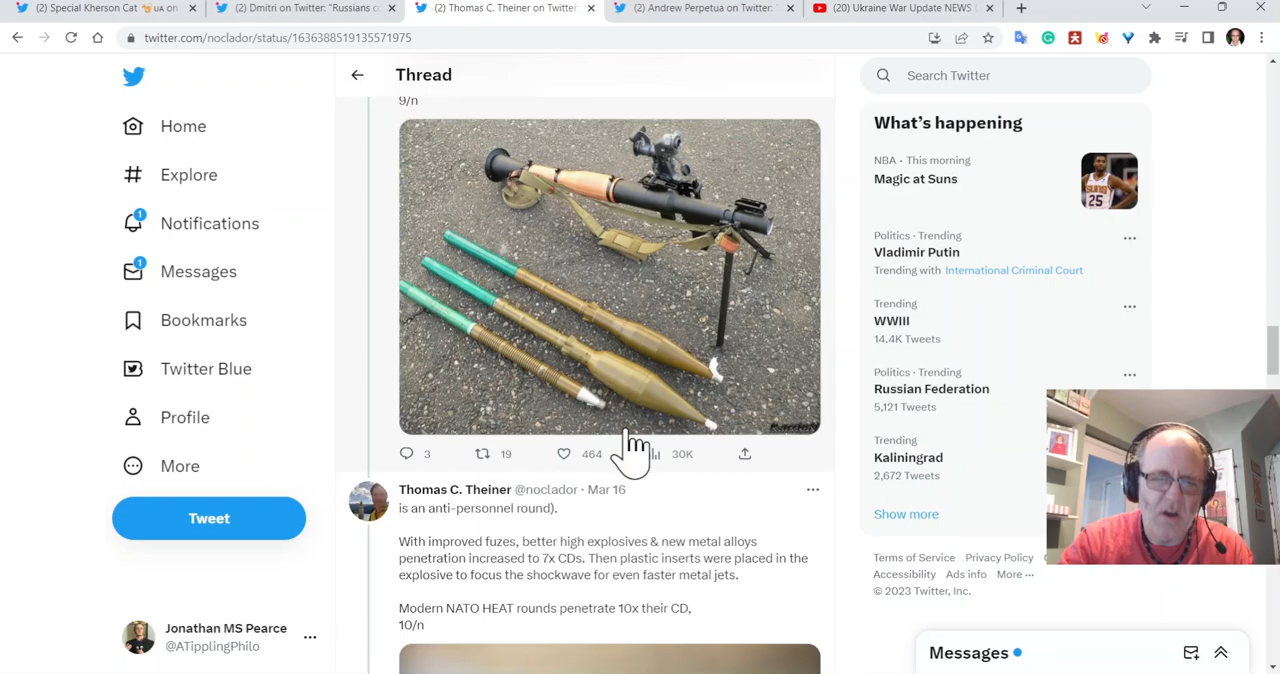 (2) Special Kherson Cat
UA on
(2) Dmitri on Twitter: "Russians co
(2) Thomas C. Theiner on Twitter
(2) Andrew Perpetua on Twitter: "
(20) Ukraine War Update NEWS
twitter.com/noclador/status/1636388519135571975
Thread
Search Twitter
9/n
What's happening
Home
NBA · This morning
Magic at Suns
SUNS
25
Explore
1
Notifications
Politics · Trending
Vladimir Putin
Trending with International Criminal Court
1
Messages
Trending
WWIII
14.4K Tweets
Bookmarks
Twitter Blue
Politics · Trending
Russian Federation
5,121 Tweets
Profile
Trending
Kaliningrad
2,672 Tweets
More
3
19
464
30K
Thomas C. Theiner @noclador · Mar 16
is an anti-personnel round).
Show more
Tweet
With improved fuzes, better high explosives & new metal alloys
penetration increased to 7x CDs. Then plastic inserts were placed in the
explosive to focus the shockwave for even faster metal jets.
Terms of Service Privacy Policy
Accessibility Ads info More ···
© 2023 Twitter, Inc.
Modern NATO HEAT rounds penetrate 10x their CD,
10/n
Jonathan MS Pearce
@ATipplingPhilo
Messages